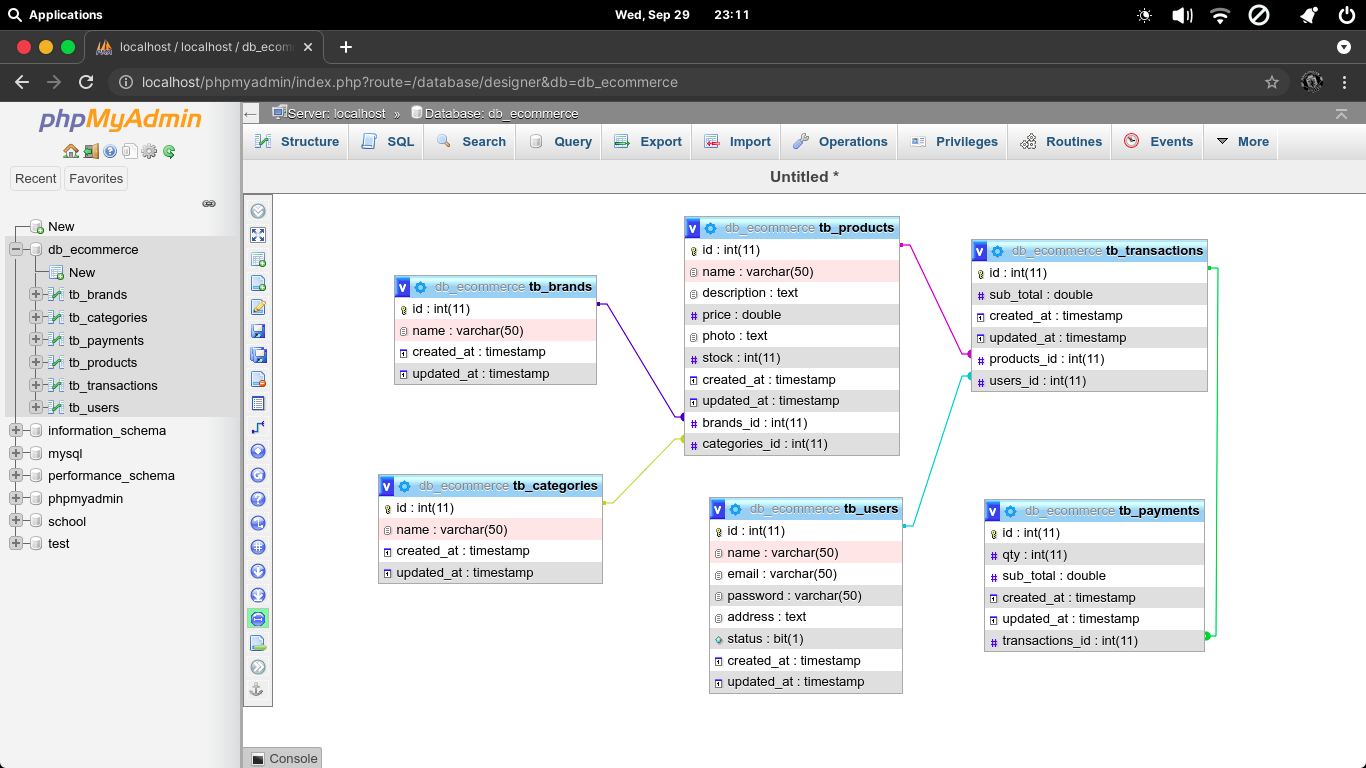 Applications
Wed, Sep 29 23:11
localhost / localhost / db_ecom
localhost/phpmyadmin/index.php?route=/database/designer&db=db_ecommerce
phpMyAdmin
Recent Favorites
New
db_ecommerce
New
tb_brands
tb_categories
tb_payments
tb_products
tb_transactions
tb_users
information_schema
mysql
performance_schema
phpmyadmin
school
test
Server: localhost » Database: db_ecommerce
Structure SQL Search Query Export Import Operations Privileges Routines Events More
Untitled *
v db_ecommerce tb_brands
id : int(11)
name : varchar(50)
created_at : timestamp
updated_at : timestamp
v db_ecommerce tb_categories
id : int(11)
name : varchar(50)
created_at : timestamp
updated_at : timestamp
v db_ecommerce tb_products
id : int(11)
name : varchar(50)
description : text
# price : double
photo : text
# stock : int(11)
created_at : timestamp
updated_at : timestamp
# brands_id : int(11)
# categories_id : int(11)
v db_ecommerce tb_users
id : int(11)
name : varchar(50)
email : varchar(50)
password : varchar(50)
address : text
status : bit(1)
created_at : timestamp
updated_at : timestamp
v db_ecommerce tb_transactions
id : int(11)
# sub_total : double
created_at : timestamp
updated_at : timestamp
# products_id : int(11)
# users_id : int(11)
v db_ecommerce tb_payments
id : int(11)
# qty : int(11)
# sub_total : double
created_at : timestamp
updated_at : timestamp
# transactions_id : int(11)
Console